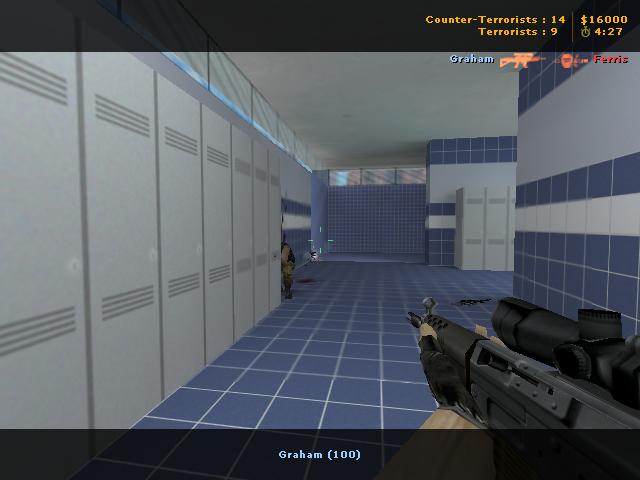 Counter-Terrorists : 14 $16000
Terrorists : 9 4:27
Graham Ferris
Graham (100)